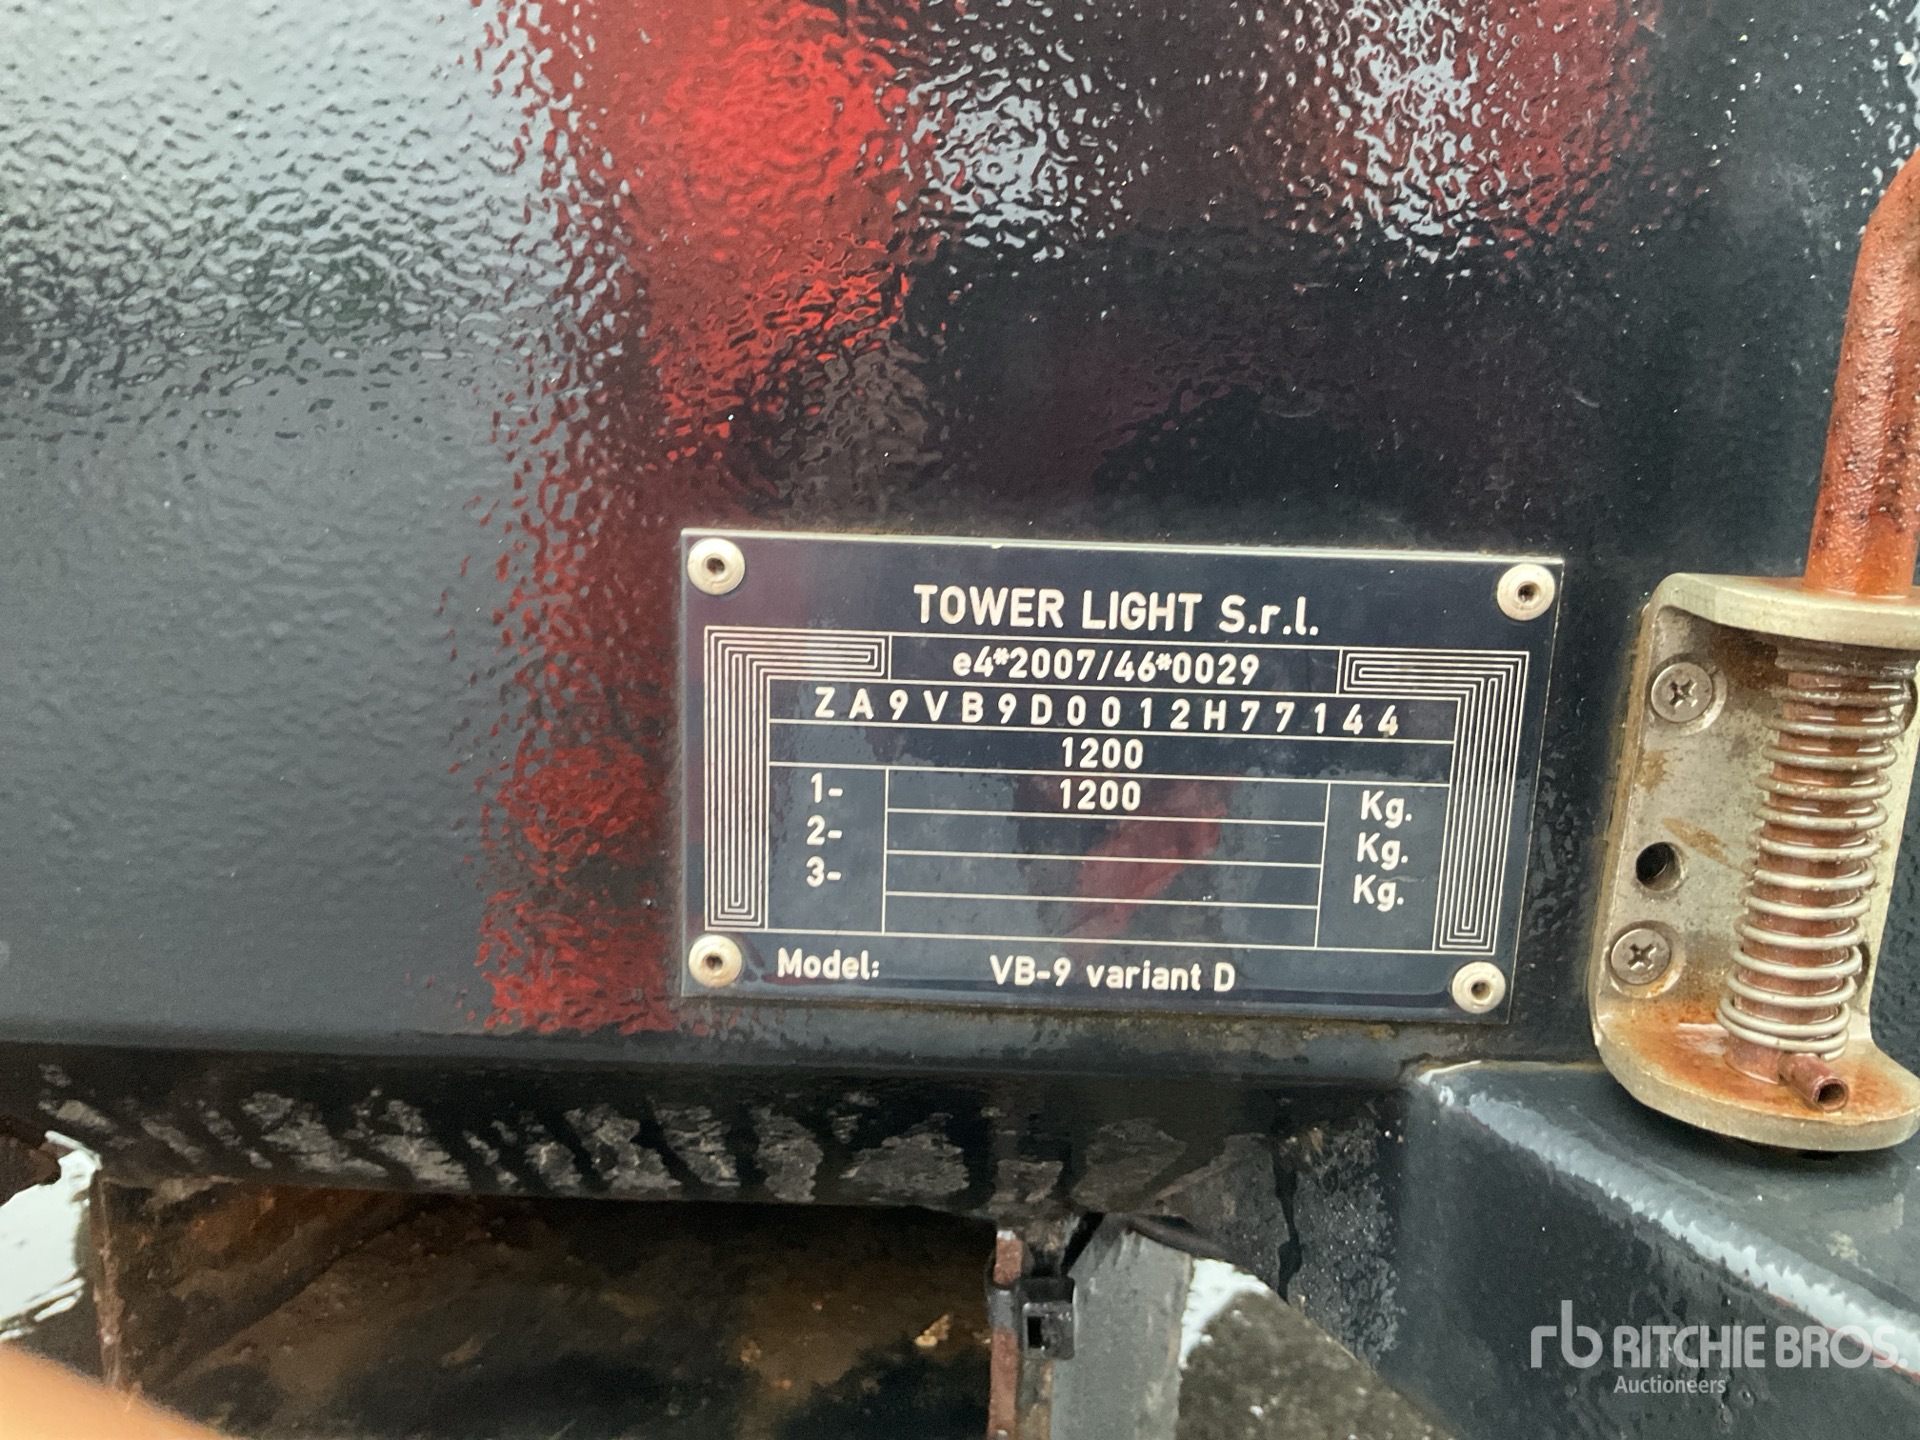 TOWER LIGHT S.r.l.
e4*2007/46*0029
ZA9VB9D0012H77144
1200
1- 1200 Kg.
2- Kg.
3- Kg.
Model: VB-9 variant D
rb RITCHIE BROS.
Auctioneers